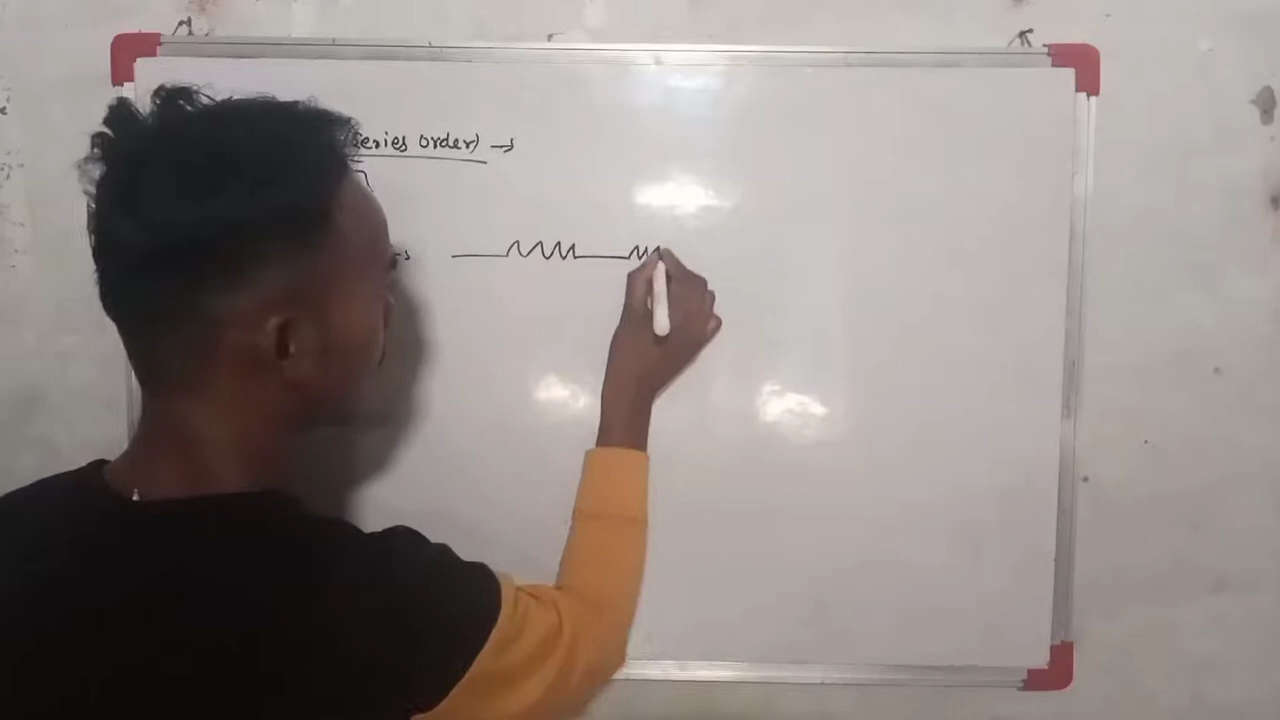 (Series order) →